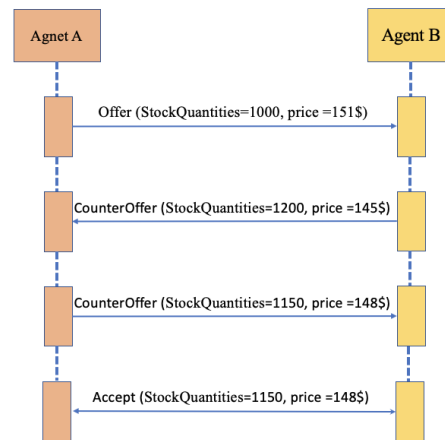 Agnet A
Agent B
Offer (StockQuantities=1000, price =151$)
CounterOffer (StockQuantities=1200, price =145$)
CounterOffer (StockQuantities=1150, price =148$)
Accept (StockQuantities=1150, price =148$)